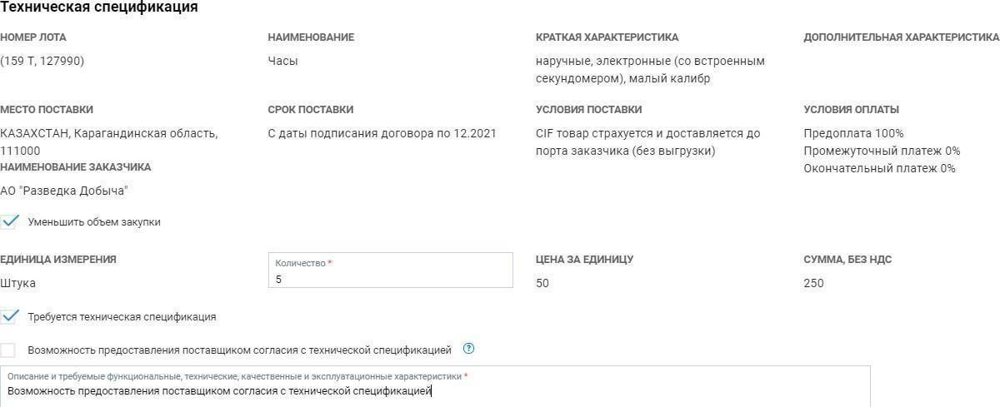 Техническая спецификация
НОМЕР ЛОТА
НАИМЕНОВАНИЕ
КРАТКАЯ ХАРАКТЕРИСТИКА
ДОПОЛНИТЕЛЬНАЯ ХАРАКТЕРИСТИКА
(159 Т, 127990)
Часы
наручные, электронные (со встроенным
секундомером), малый калибр
МЕСТО ПОСТАВКИ
СРОК ПОСТАВКИ
УСЛОВИЯ ПОСТАВКИ
УСЛОВИЯ ОПЛАТЫ
КАЗАХСТАН, Карагандинская область,
111000
С даты подписания договора по 12.2021
CIF товар страхуется и доставляется до
порта заказчика (без выгрузки)
Предоплата 100%
Промежуточный платеж 0%
Окончательный платеж 0%
НАИМЕНОВАНИЕ ЗАКАЗЧИКА
АО "Разведка Добыча"
Уменьшить объем закупки
ЕДИНИЦА ИЗМЕРЕНИЯ
Количество *
ЦЕНА ЗА ЕДИНИЦУ
СУММА, БЕЗ НДС
Штука
5
50
250
Требуется техническая спецификация
Возможность предоставления поставщиком согласия с технической спецификацией ?
Описание и требуемые функциональные, технические, качественные и эксплуатационные характеристики *
Возможность предоставления поставщиком согласия с технической спецификацией